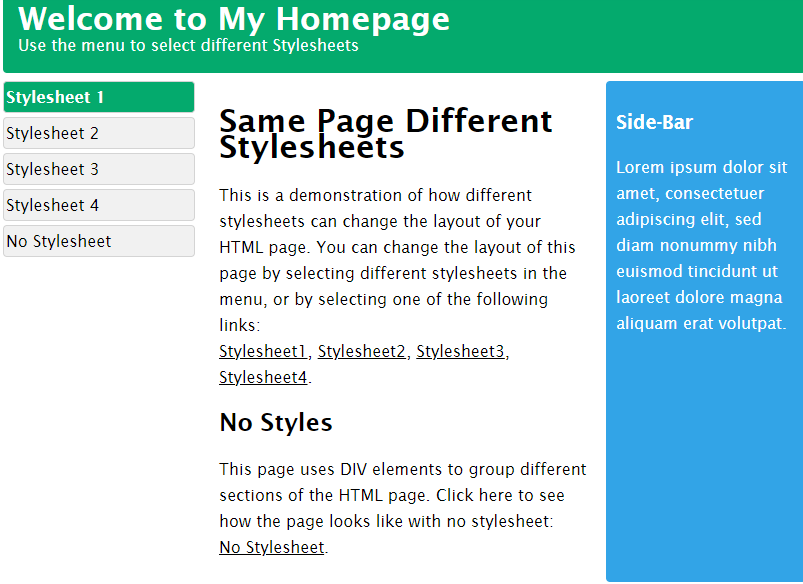 Welcome to My Homepage
Use the menu to select different Stylesheets
Stylesheet 1
Stylesheet 2
Stylesheet 3
Stylesheet 4
No Stylesheet
Same Page Different
Stylesheets
This is a demonstration of how different
stylesheets can change the layout of your
HTML page. You can change the layout of this
page by selecting different stylesheets in the
menu, or by selecting one of the following
links:
Stylesheet1, Stylesheet2, Stylesheet3,
Stylesheet4.
No Styles
This page uses DIV elements to group different
sections of the HTML page. Click here to see
how the page looks like with no stylesheet:
No Stylesheet.
Side-Bar
Lorem ipsum dolor sit
amet, consectetuer
adipiscing elit, sed
diam nonummy nibh
euismod tincidunt ut
laoreet dolore magna
aliquam erat volutpat.